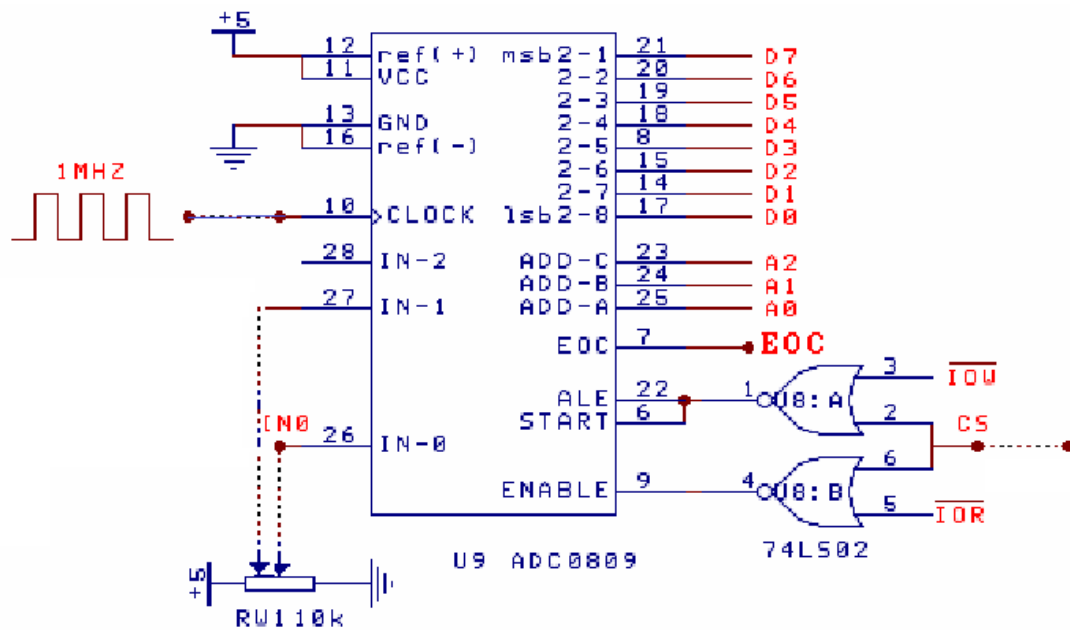 +5
12 ref(+) msb2-1 21 D7
11 VCC 2-2 20 D6
2-3 19 D5
13 GND 2-4 18 D4
16 ref(-) 2-5 8 D3
1MHZ 2-6 15 D2
2-7 14 D1
10 CLOCK lsb2-8 17 D0
28 IN-2 ADD-C 23 A2
ADD-B 24 A1
27 IN-1 ADD-A 25 A0
EOC 7 EOC
ALE 22 1 U8:A 3 IOW
START 6 2
IN0 26 IN-0 CS
6
ENABLE 9 4 U8:B 5 IOR
U9 ADC0809 74LS02
+5
RW110k